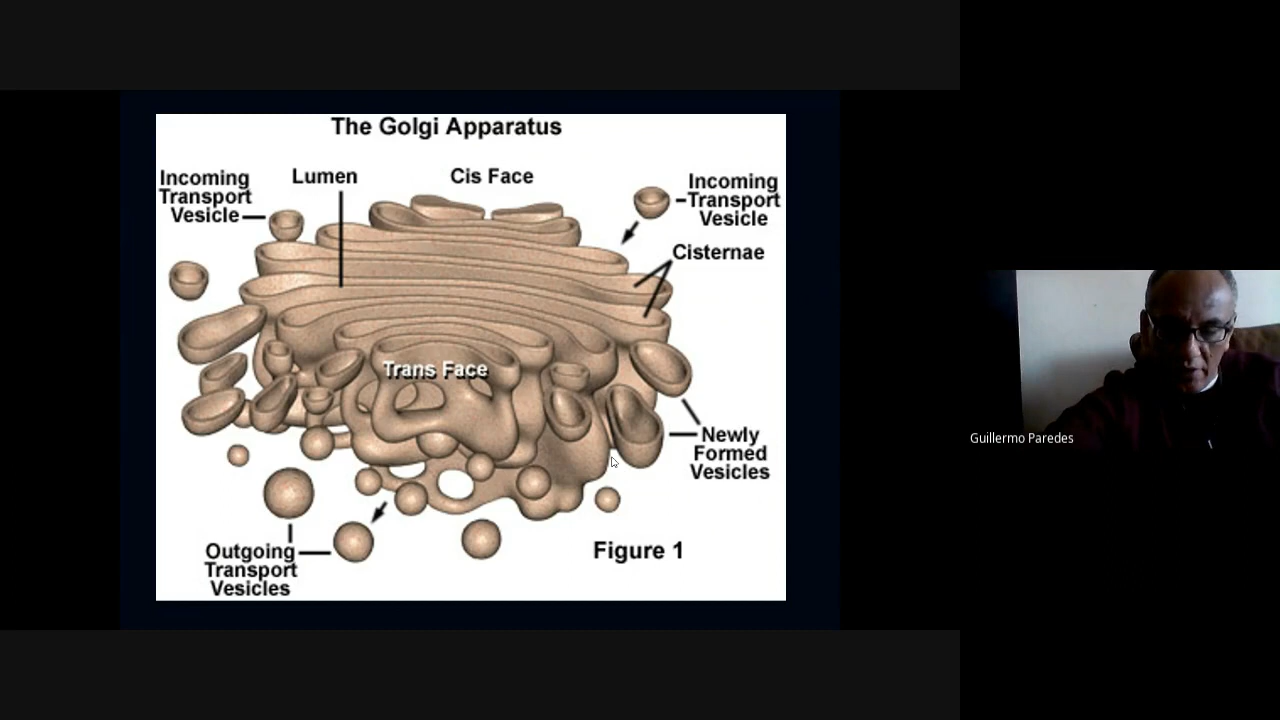 The Golgi Apparatus
Incoming
Transport
Vesicle
Lumen
Cis Face
Incoming
Transport
Vesicle
Cisternae
Trans Face
Newly
Formed
Vesicles
Outgoing
Transport
Vesicles
Figure 1
Guillermo Paredes